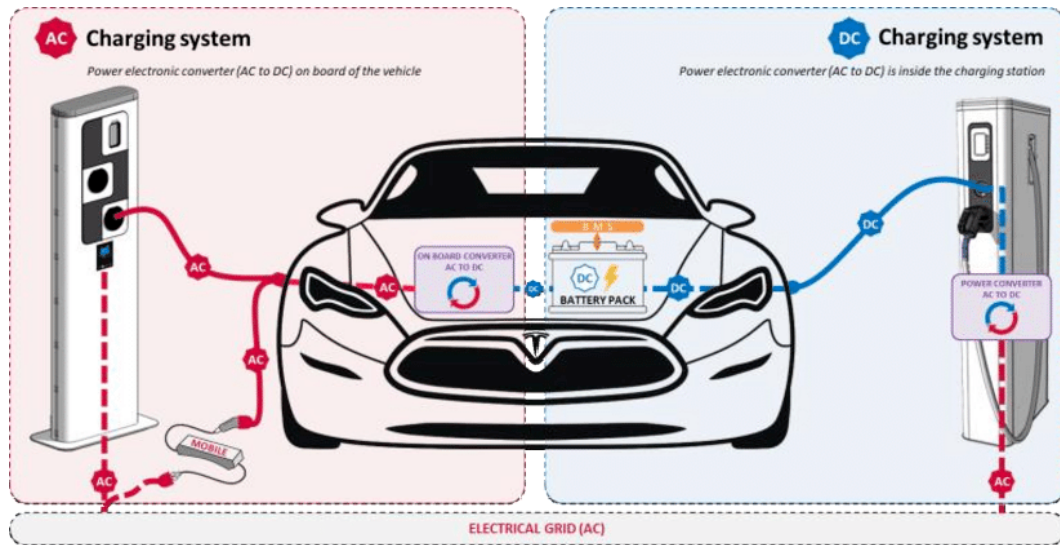 AC Charging system
Power electronic converter (AC to DC) on board of the vehicle
DC Charging system
Power electronic converter (AC to DC) is inside the charging station
AC
AC
MOBILE
AC
AC
ON BOARD CONVERTER
AC TO DC
DC
B M S
DC
BATTERY PACK
DC
DC
POWER CONVERTER
AC TO DC
AC
ELECTRICAL GRID (AC)